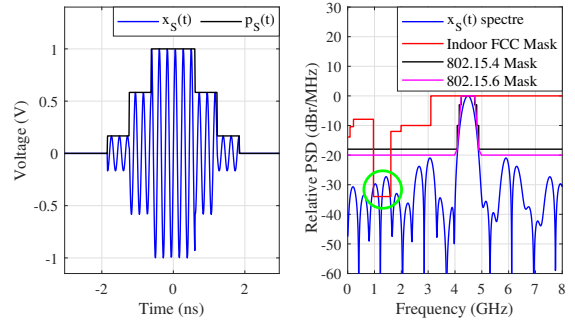 x_S(t) p_S(t)
Voltage (V)
1
0.5
0
-0.5
-1
-2 0 2
Time (ns)
x_S(t) spectre
Indoor FCC Mask
802.15.4 Mask
802.15.6 Mask
Relative PSD (dBr/MHz)
30
20
10
0
-10
-20
-30
-40
-50
-60
0 1 2 3 4 5 6 7 8
Frequency (GHz)